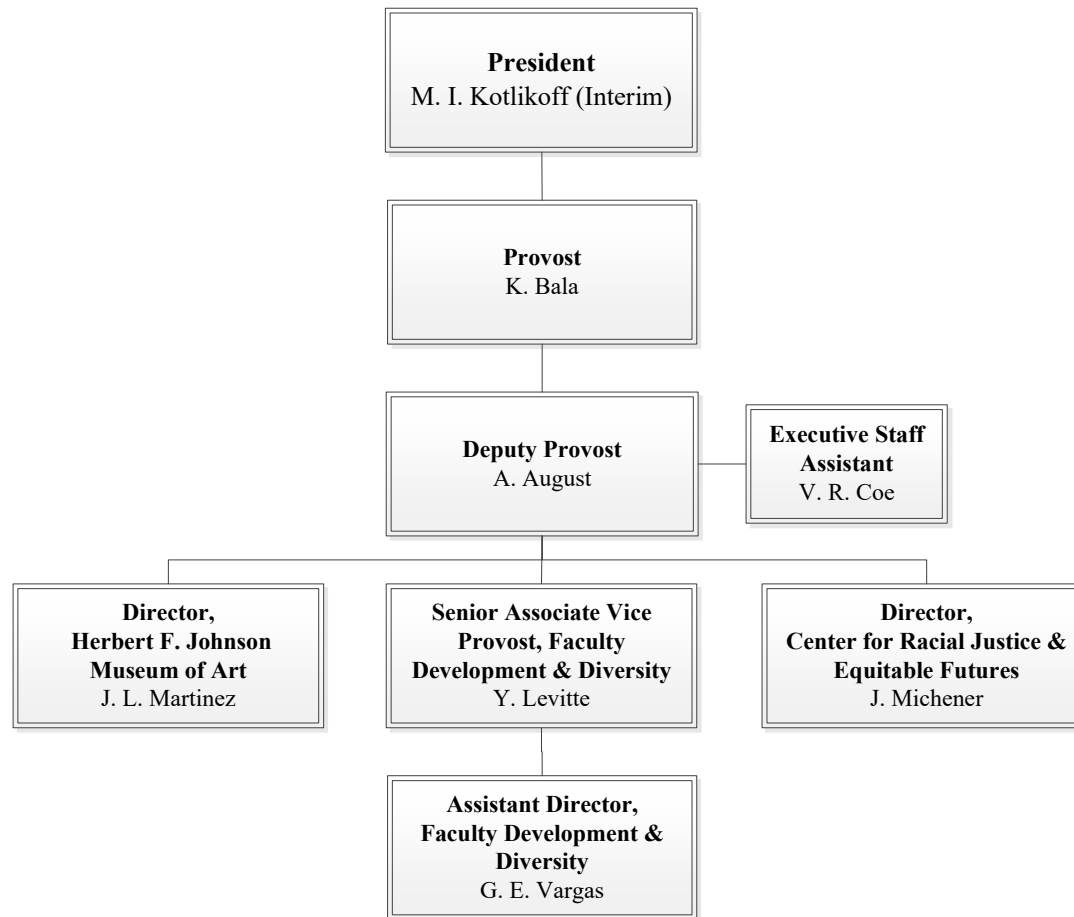 President
M. I. Kotlikoff (Interim)
Provost
K. Bala
Deputy Provost
A. August
Executive Staff
Assistant
V. R. Coe
Director,
Herbert F. Johnson
Museum of Art
J. L. Martinez
Senior Associate Vice
Provost, Faculty
Development & Diversity
Y. Levitte
Director,
Center for Racial Justice &
Equitable Futures
J. Michener
Assistant Director,
Faculty Development &
Diversity
G. E. Vargas